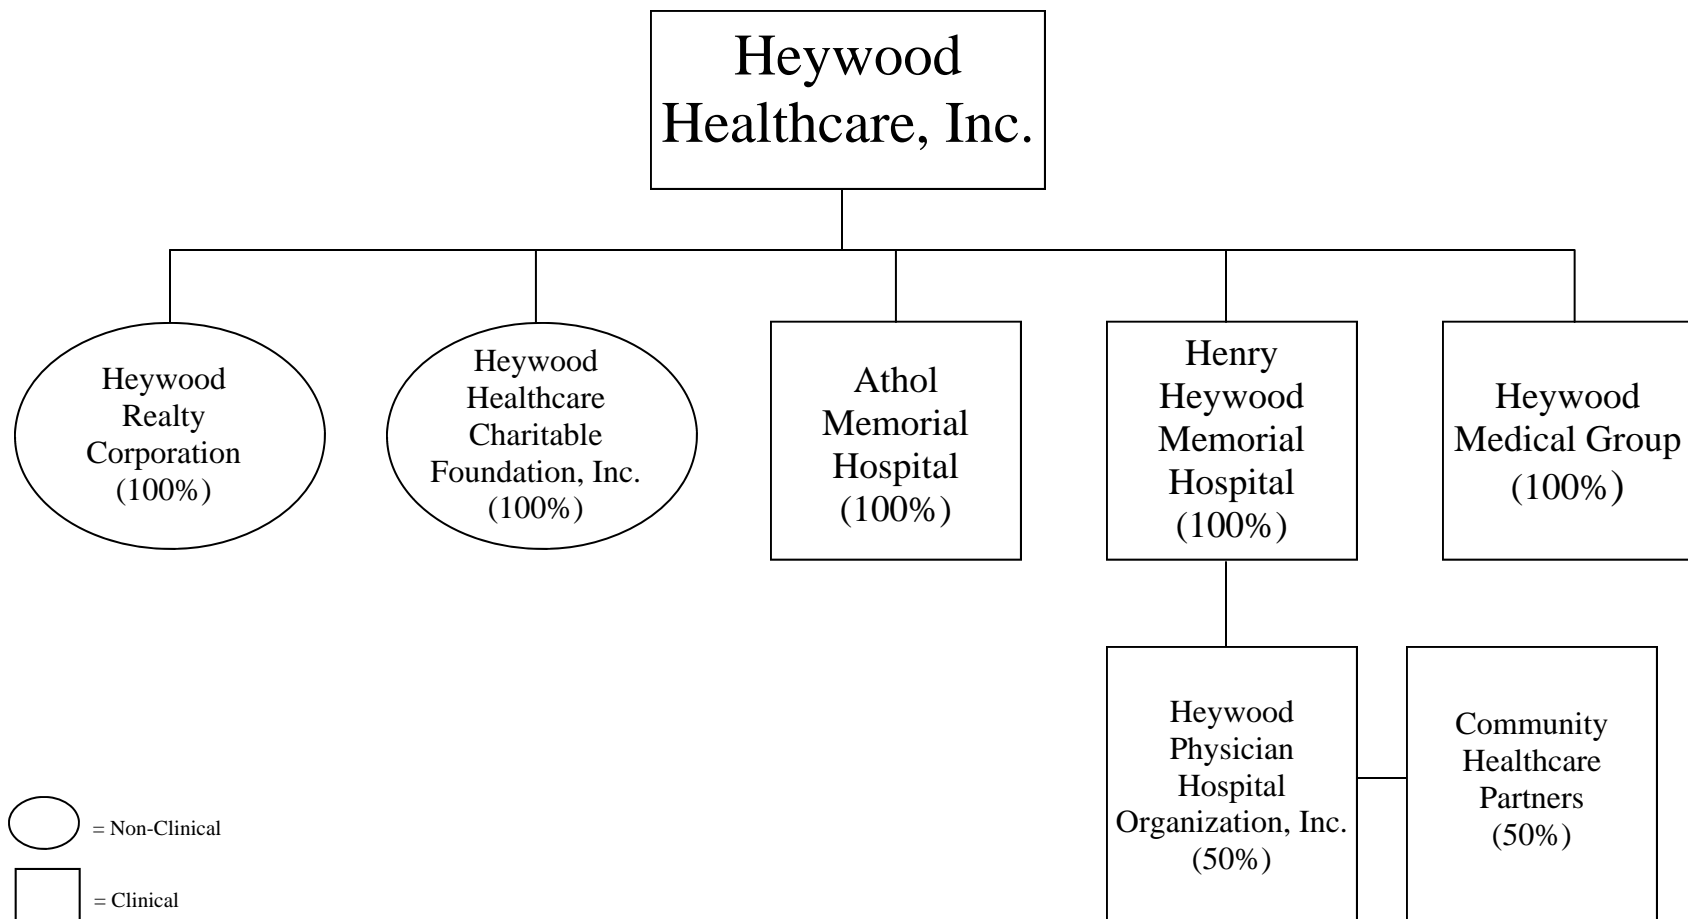 Heywood
Healthcare, Inc.
Heywood
Realty
Corporation
(100%)
Heywood
Healthcare
Charitable
Foundation, Inc.
(100%)
Athol
Memorial
Hospital
(100%)
Henry
Heywood
Memorial
Hospital
(100%)
Heywood
Medical Group
(100%)
Heywood
Physician
Hospital
Organization, Inc.
(50%)
Community
Healthcare
Partners
(50%)
= Non-Clinical
= Clinical